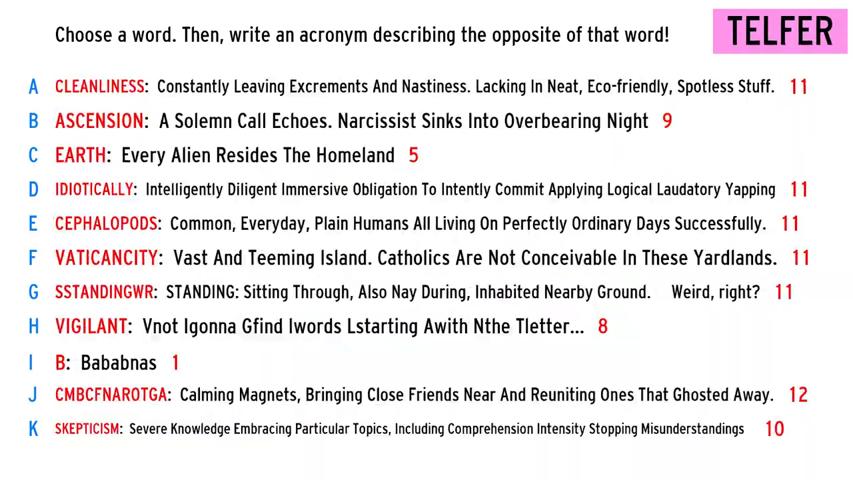 Choose a word. Then, write an acronym describing the opposite of that word!
TELFER
A CLEANLINESS: Constantly Leaving Excrements And Nastiness. Lacking In Neat, Eco-friendly, Spotless Stuff. 11
B ASCENSION: A Solemn Call Echoes. Narcissist Sinks Into Overbearing Night 9
C EARTH: Every Alien Resides The Homeland 5
D IDIOTICALLY: Intelligently Diligent Immersive Obligation To Intently Commit Applying Logical Laudatory Yapping 11
E CEPHALOPODS: Common, Everyday, Plain Humans All Living On Perfectly Ordinary Days Successfully. 11
F VATICANCITY: Vast And Teeming Island. Catholics Are Not Conceivable In These Yardlands. 11
G SSTANDINGWR: STANDING: Sitting Through, Also Nay During, Inhabited Nearby Ground. Weird, right? 11
H VIGILANT: Vnot Igonna Gfind Iwords Lstarting Awith Nthe Tletter... 8
I B: Bababnas 1
J CMBCFNAROTGA: Calming Magnets, Bringing Close Friends Near And Reuniting Ones That Ghosted Away. 12
K SKEPTICISM: Severe Knowledge Embracing Particular Topics, Including Comprehension Intensity Stopping Misunderstandings 10